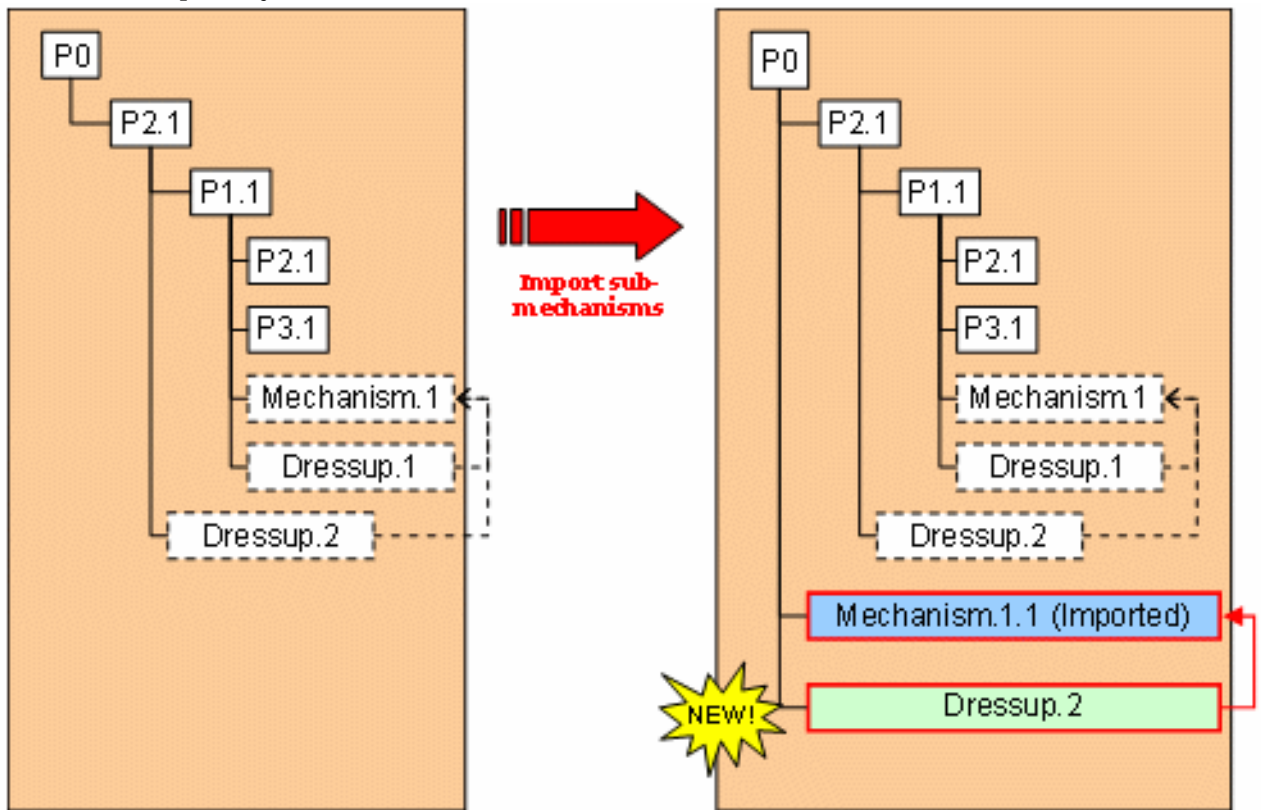 P0
P2.1
P1.1
P2.1
P3.1
Mechanism.1
Dressup.1
Dressup.2
Import sub-
mechanisms
P0
P2.1
P1.1
P2.1
P3.1
Mechanism.1
Dressup.1
Dressup.2
Mechanism.1.1 (Imported)
NEW!
Dressup.2